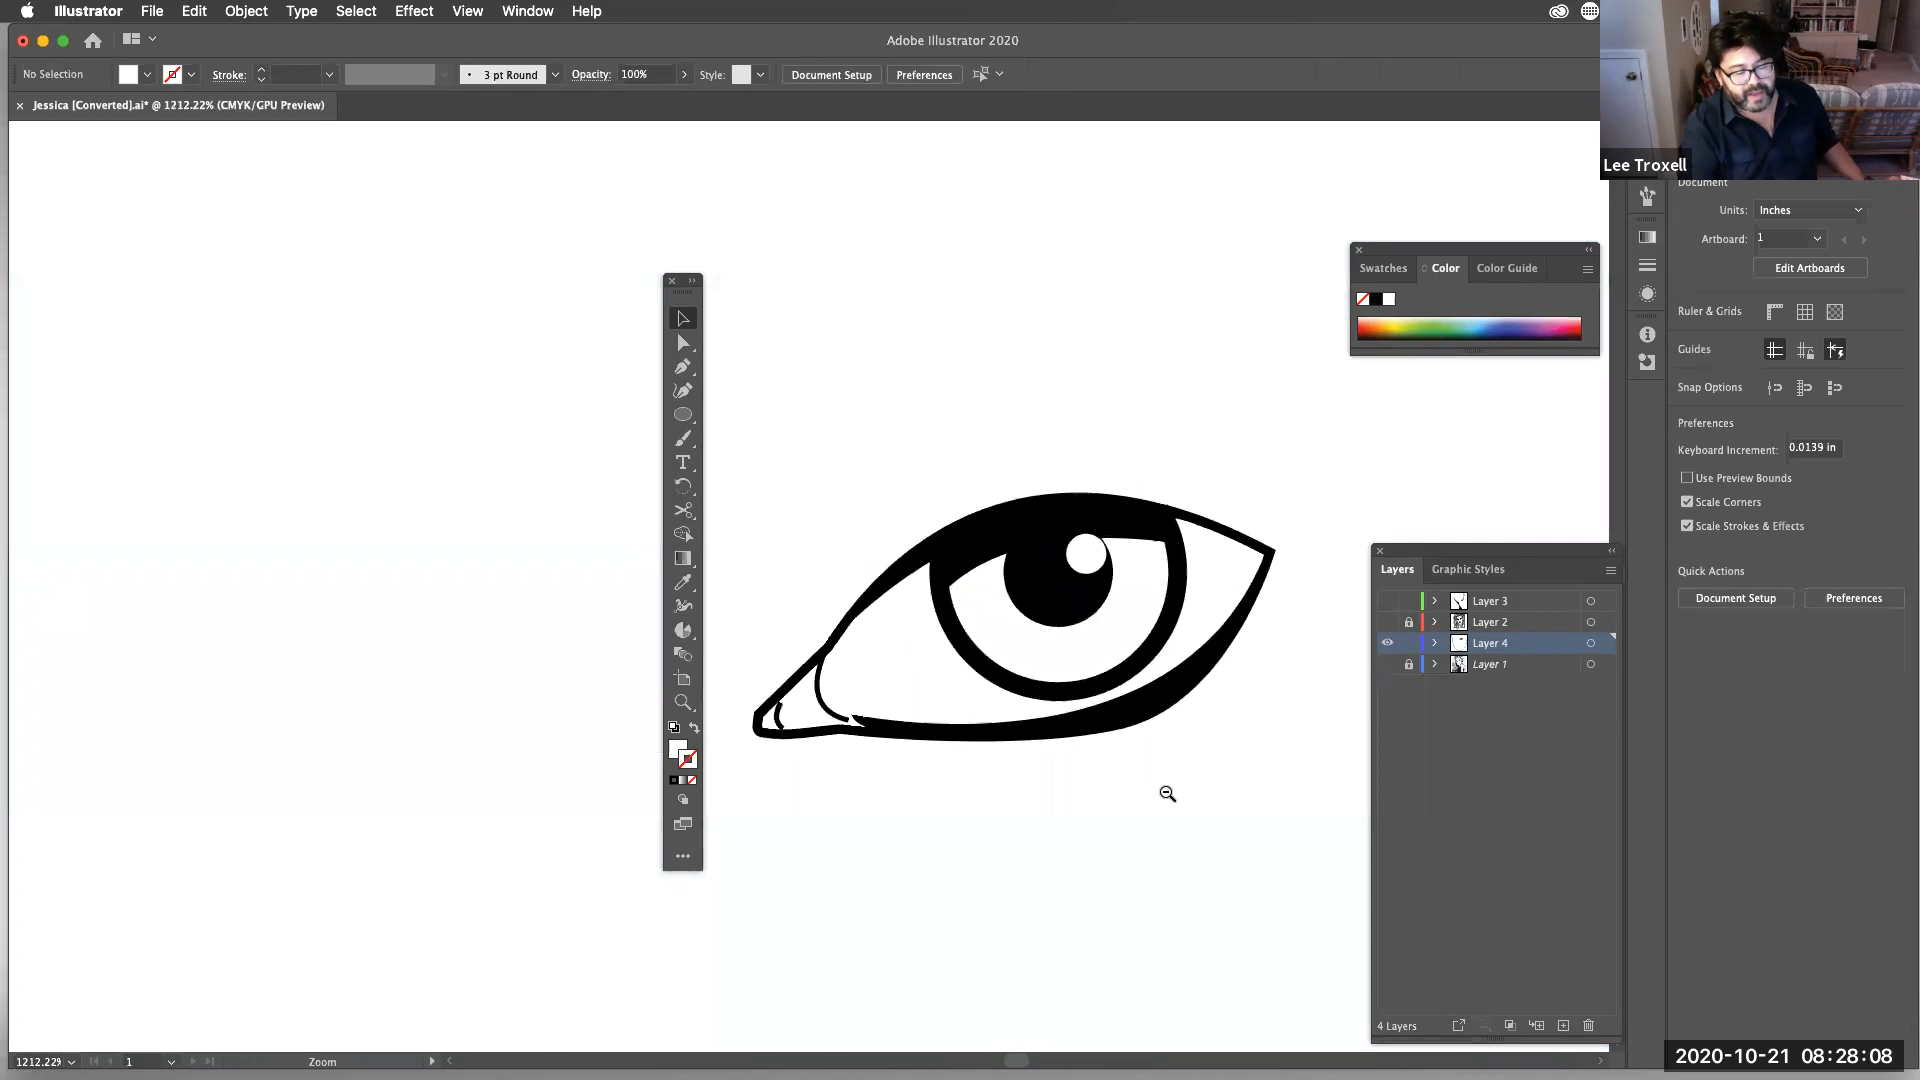 Illustrator File Edit Object Type Select Effect View Window Help
Adobe Illustrator 2020
No Selection Stroke: 3 pt Round Opacity: 100% Style: Document Setup Preferences
Jessica [Converted].ai* @ 1212.22% (CMYK/GPU Preview)
Lee Troxell
Document
Units: Inches
Artboard: 1
Edit Artboards
Ruler & Grids
Guides
Snap Options
Preferences
Keyboard Increment: 0.0139 in
Use Preview Bounds
Scale Corners
Scale Strokes & Effects
Quick Actions
Document Setup Preferences
Swatches Color Color Guide
Layers Graphic Styles
Layer 3
Layer 2
Layer 4
Layer 1
4 Layers
1212.22% 1 Zoom
2020-10-21 08:28:08